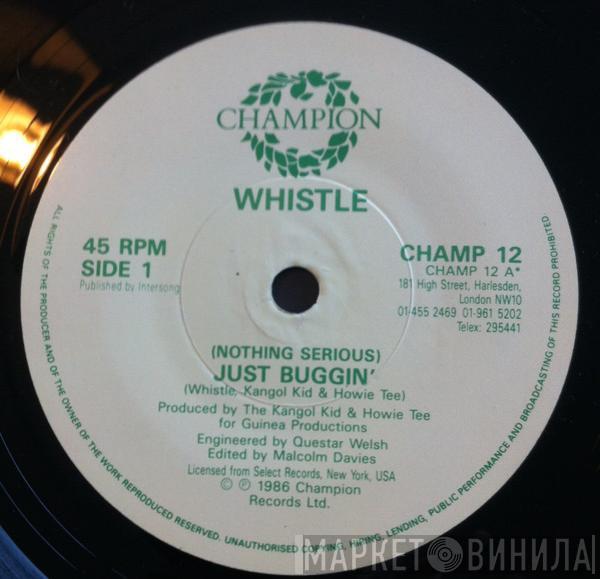 CHAMPION
WHISTLE
45 RPM
SIDE 1
Published by Intersong
CHAMP 12
CHAMP 12 A*
181 High Street, Harlesden,
London NW10
01-455 2469 01-961 5202
Telex: 295441
(NOTHING SERIOUS)
JUST BUGGIN'
(Whistle, Kangol Kid & Howie Tee)
Produced by The Kangol Kid & Howie Tee
for Guinea Productions
Engineered by Questar Welsh
Edited by Malcolm Davies
Licensed from Select Records, New York, USA
© ℗ 1986 Champion
Records Ltd.
ALL RIGHTS OF THE PRODUCER AND OF THE OWNER OF THE WORK REPRODUCED RESERVED. UNAUTHORISED COPYING, HIRING, LENDING, PUBLIC PERFORMANCE AND BROADCASTING OF THIS RECORD PROHIBITED
МАРКЕТ ВИНИЛА